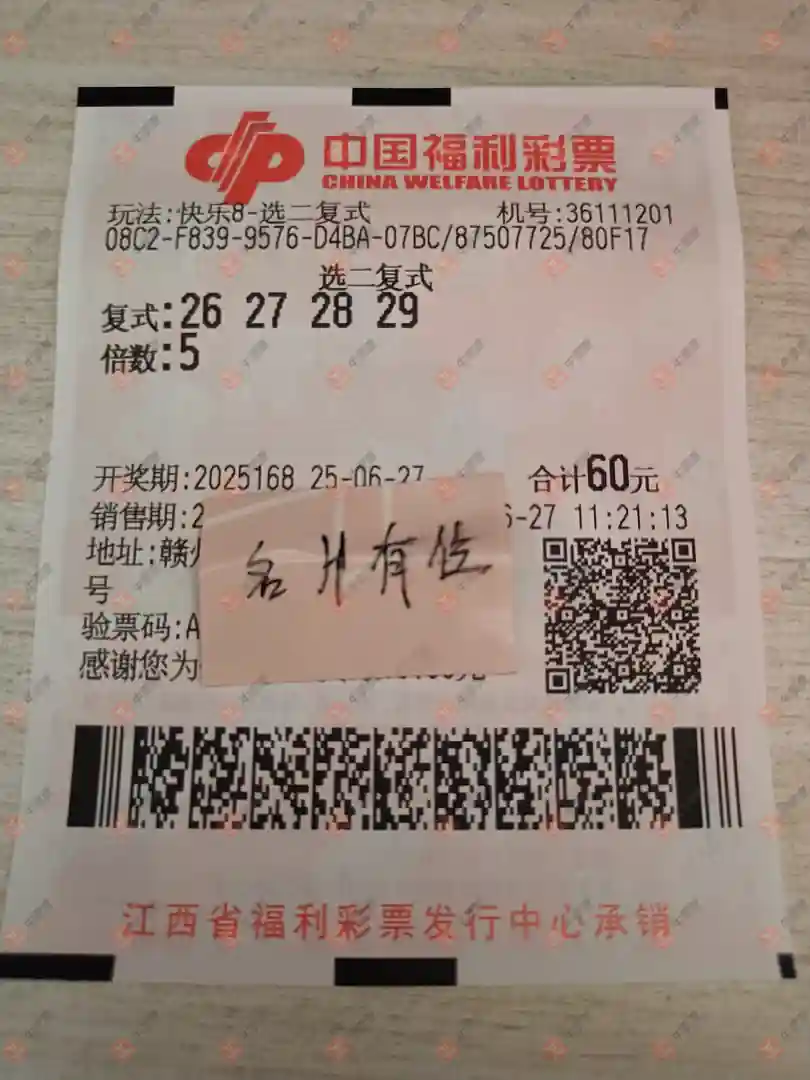 中国福利彩票
CHINA WELFARE LOTTERY
玩法:快乐8-选二复式 机号:36111201
08C2-F839-9576-D4BA-07BC/87507725/80F17
选二复式
复式:26 27 28 29
倍数:5
开奖期:2025168 25-06-27 合计60元
销售期:2 6-27 11:21:13
地址:赣州
号
验票码:A
感谢您为
名 有位
江西省福利彩票发行中心承销